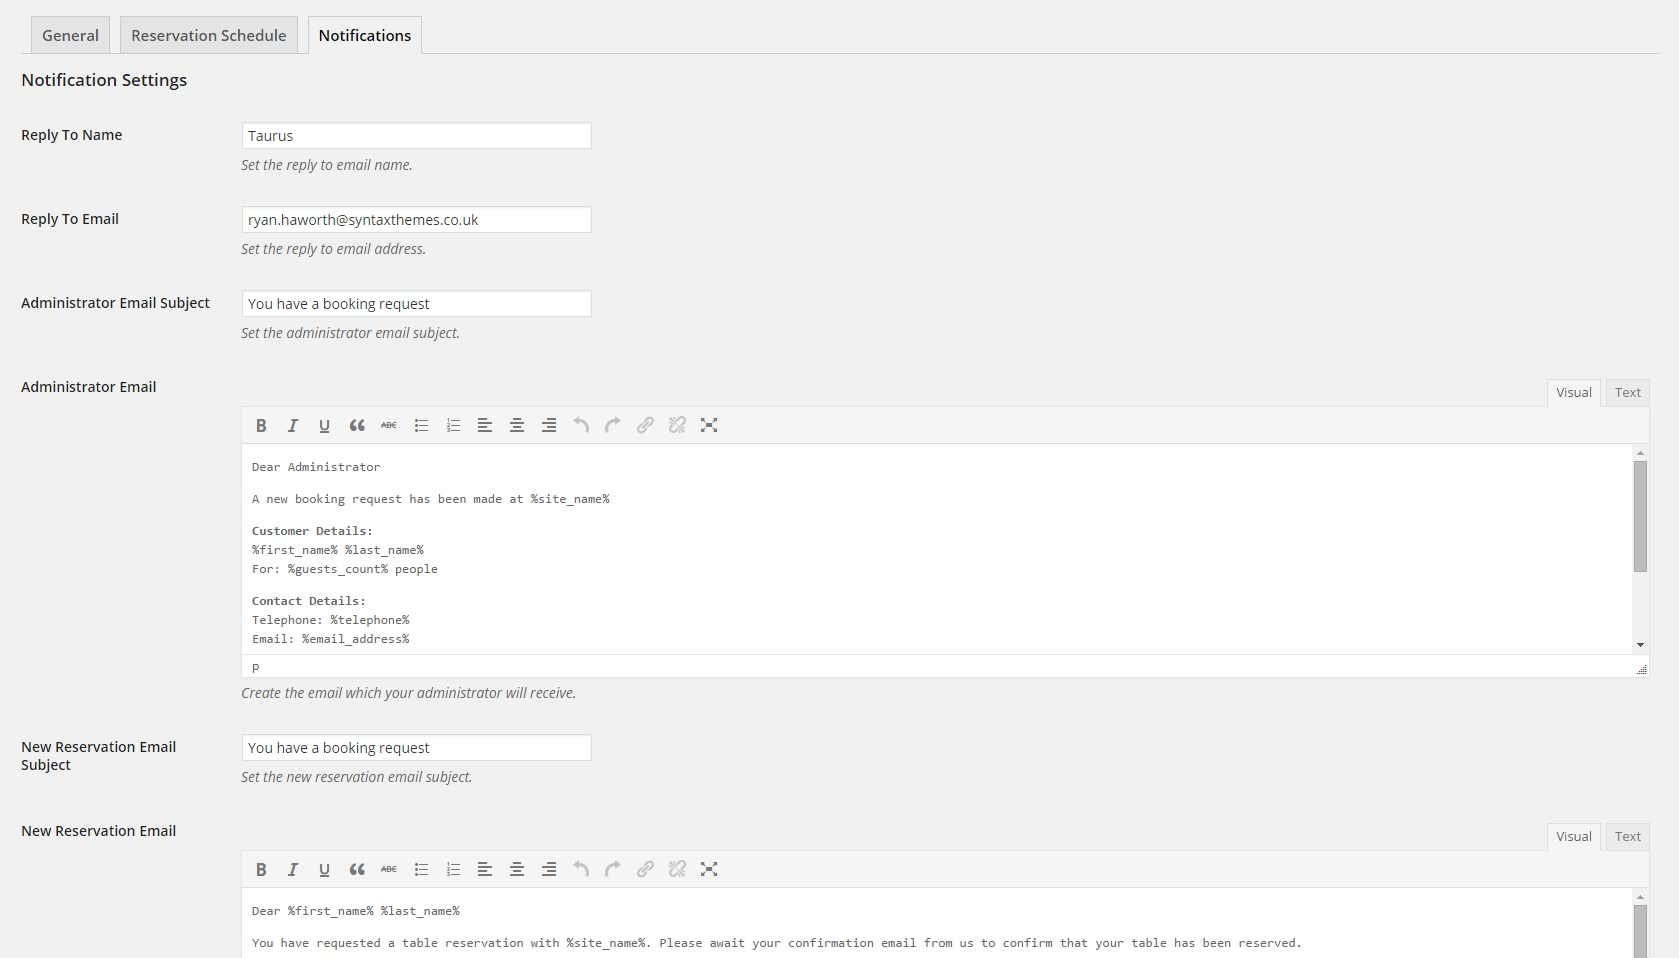 General
Reservation Schedule
Notifications
Notification Settings
Reply To Name
Taurus
Set the reply to email name.
Reply To Email
ryan.haworth@syntaxthemes.co.uk
Set the reply to email address.
Administrator Email Subject
You have a booking request
Set the administrator email subject.
Administrator Email
Visual
Text
B I U ABC
Dear Administrator
A new booking request has been made at %site_name%
Customer Details:
%first_name% %last_name%
For: %guests_count% people
Contact Details:
Telephone: %telephone%
Email: %email_address%
p
Create the email which your administrator will receive.
New Reservation Email
Subject
You have a booking request
Set the new reservation email subject.
New Reservation Email
Visual
Text
B I U ABC
Dear %first_name% %last_name%
You have requested a table reservation with %site_name%. Please await your confirmation email from us to confirm that your table has been reserved.